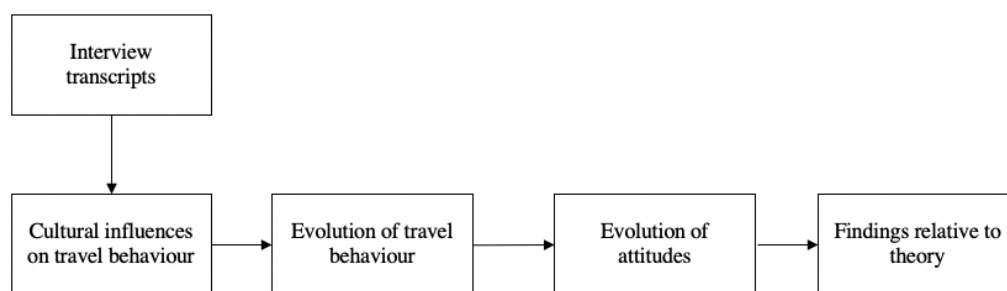 Interview
transcripts
Cultural influences
on travel behaviour
Evolution of travel
behaviour
Evolution of
attitudes
Findings relative to
theory